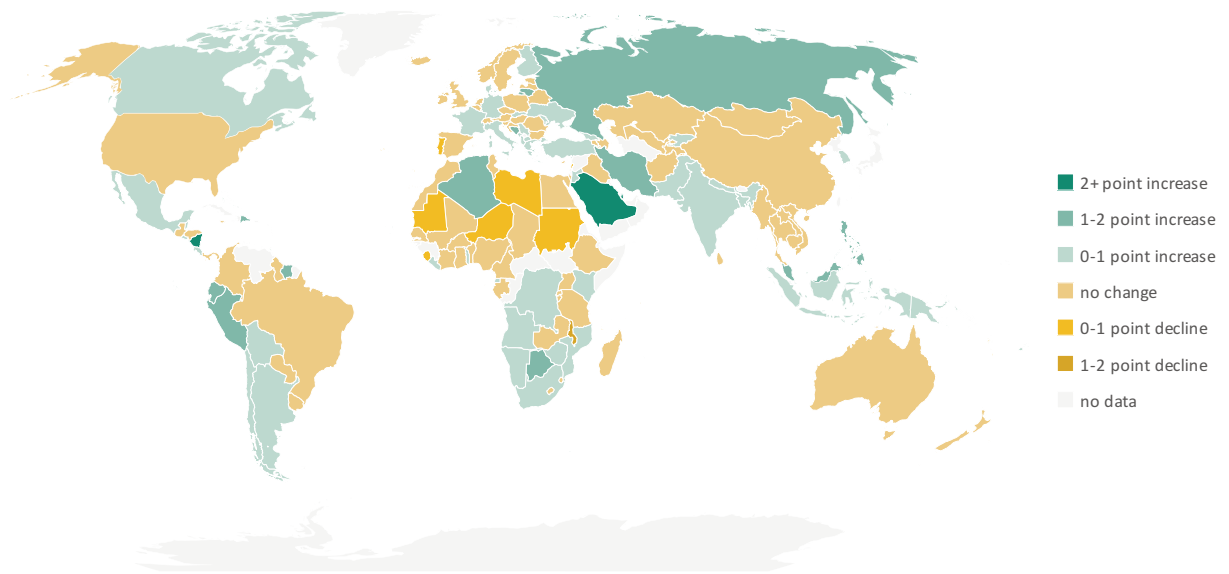 2+ point increase
1-2 point increase
0-1 point increase
no change
0-1 point decline
1-2 point decline
no data